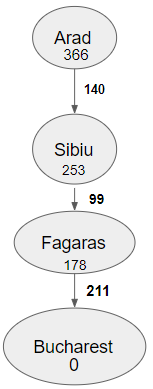 Arad
366
140
Sibiu
253
99
Fagaras
178
211
Bucharest
0